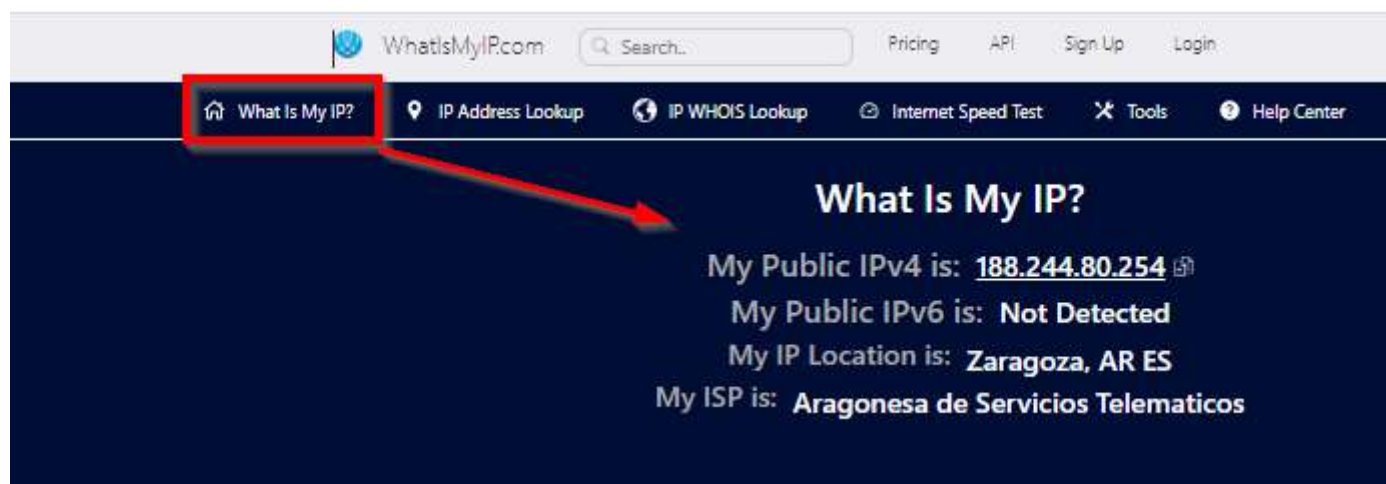 WhatIsMyIP.com Search.. Pricing API Sign Up Login
What Is My IP? IP Address Lookup IP WHOIS Lookup Internet Speed Test Tools Help Center
What Is My IP?
My Public IPv4 is: 188.244.80.254
My Public IPv6 is: Not Detected
My IP Location is: Zaragoza, AR ES
My ISP is: Aragonesa de Servicios Telematicos